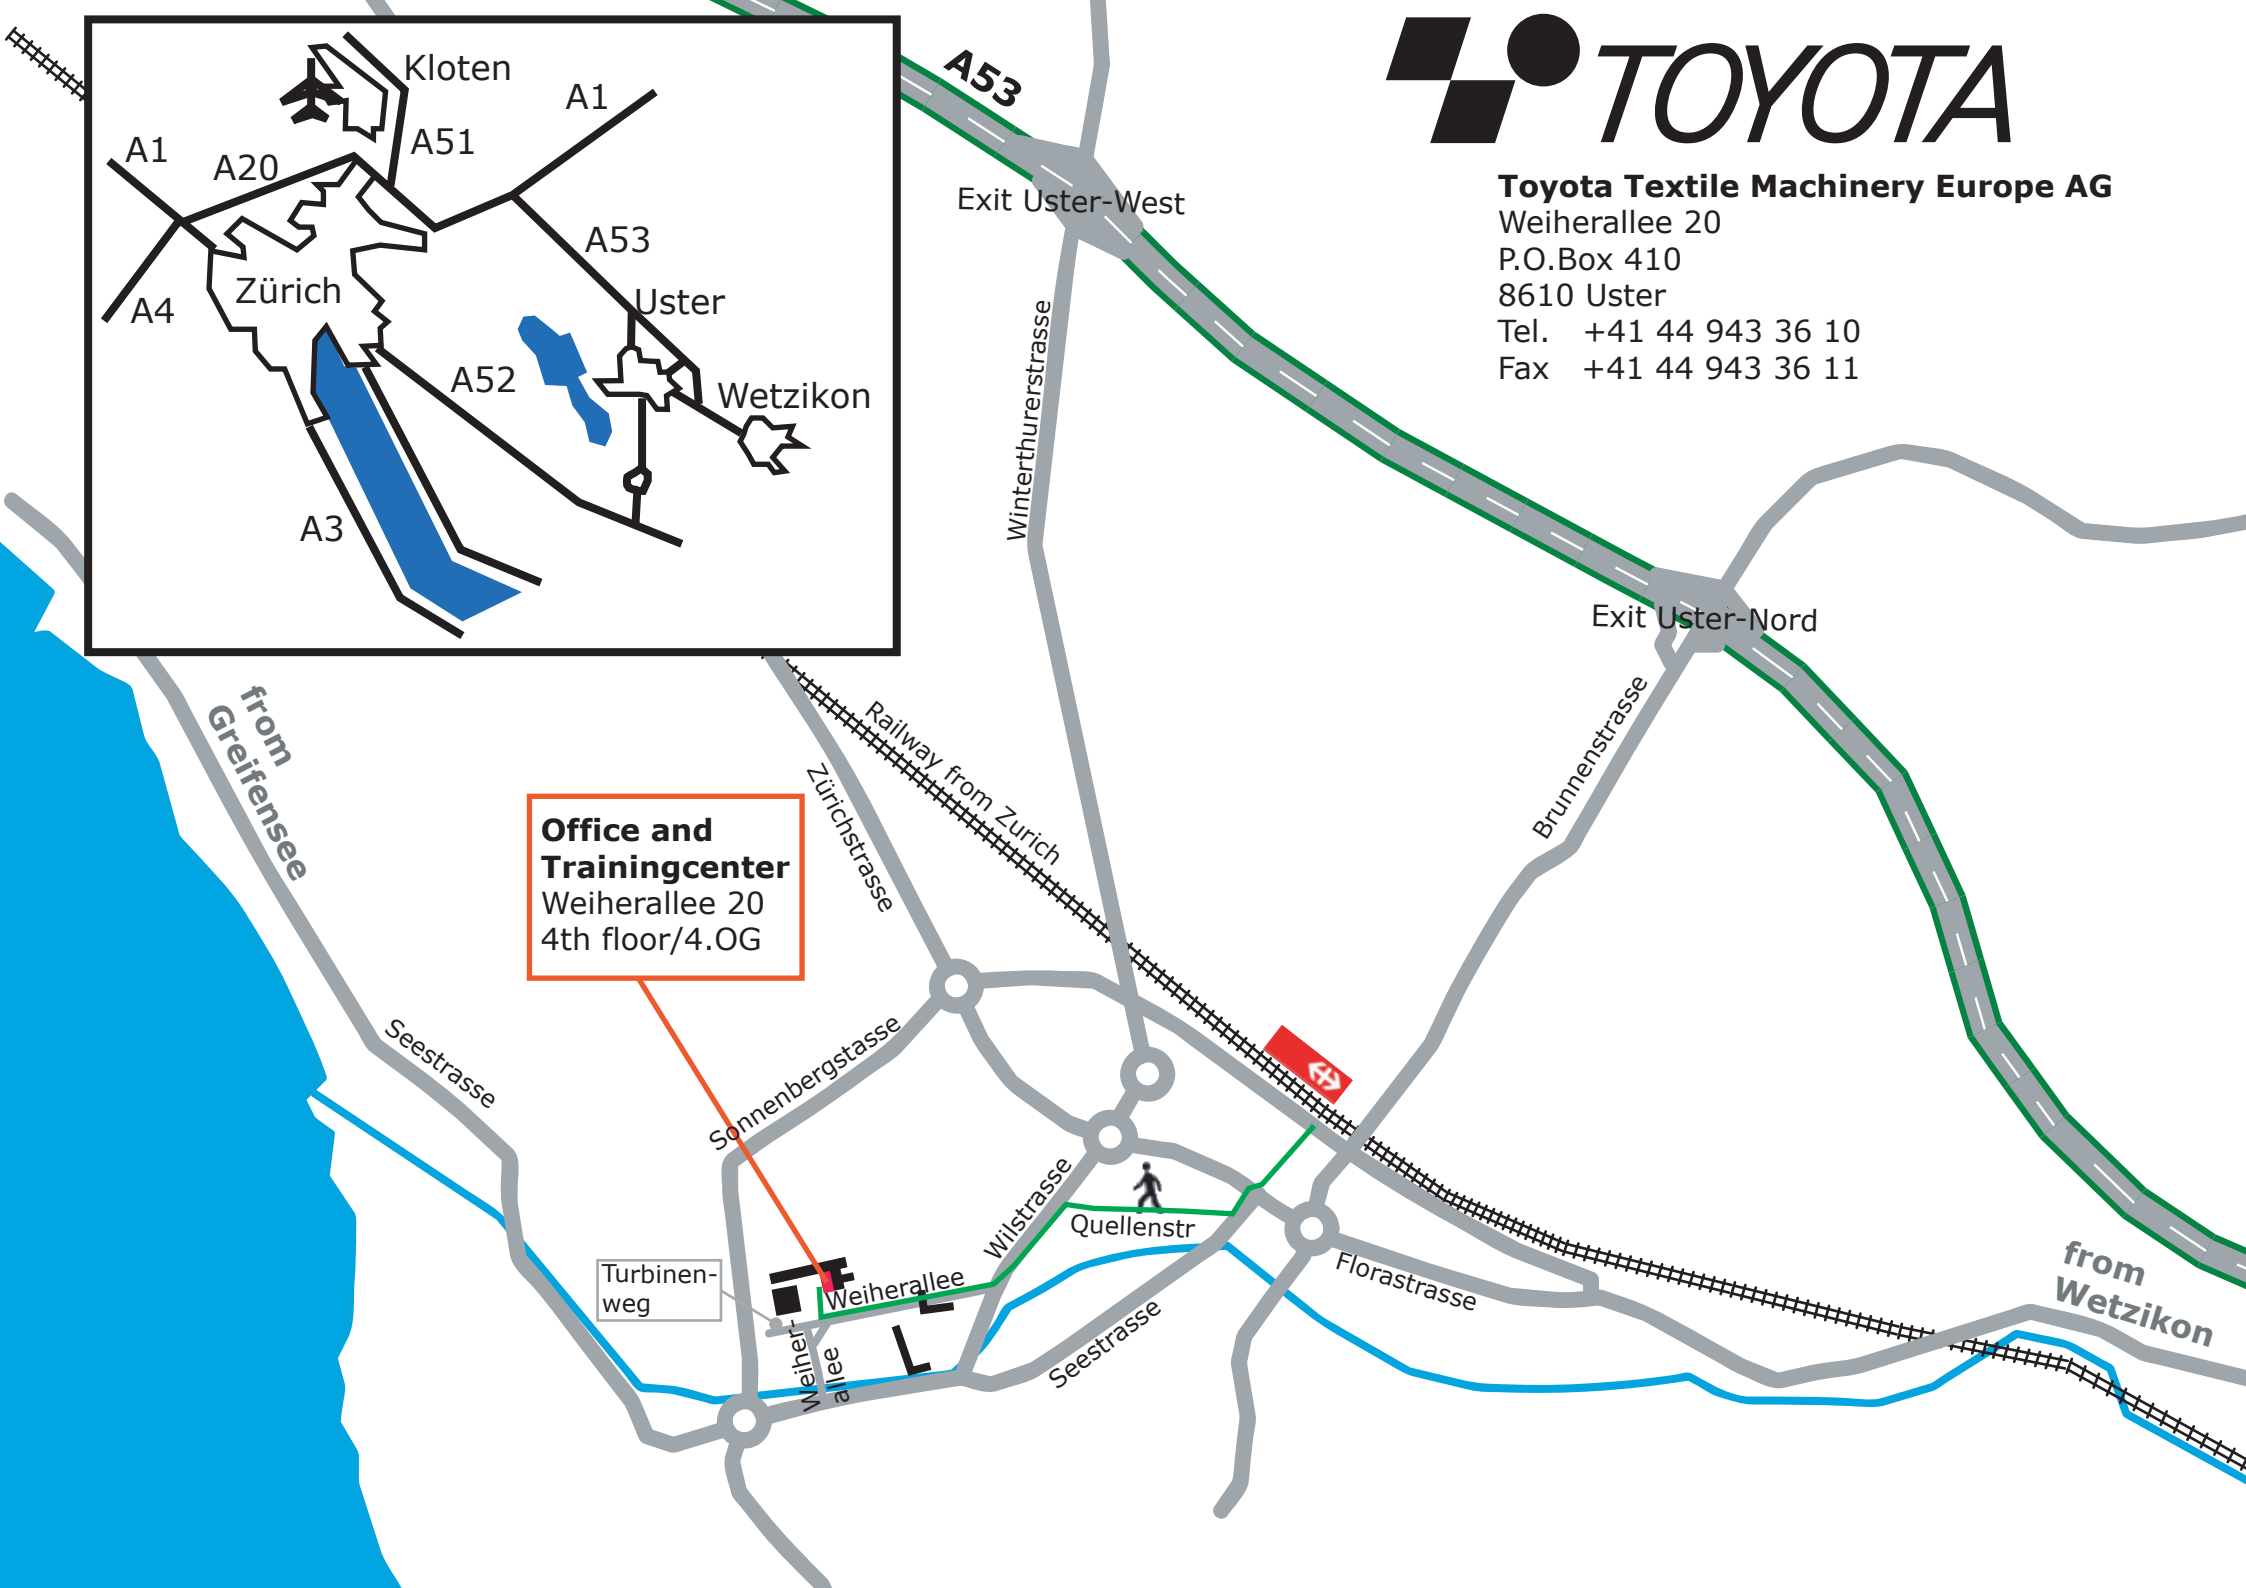 Kloten
A1
A51
A1
A20
A53
Zürich
A4
Uster
A52
Wetzikon
A3
A53
Exit Uster-West
TOYOTA
Toyota Textile Machinery Europe AG
Weiherallee 20
P.O.Box 410
8610 Uster
Tel. +41 44 943 36 10
Fax +41 44 943 36 11
Winterthurerstrasse
Exit Uster-Nord
Brunnenstrasse
from
Greifensee
Railway from Zurich
Zürichstrasse
Office and
Trainingcenter
Weiherallee 20
4th floor/4.OG
Seestrasse
Sonnenbergstasse
Wilstrasse
Quellenstr
Florastrasse
from
Wetzikon
Turbinen-
weg
Weiherallee
Weiher-
allee
Seestrasse